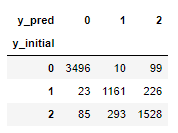 y_pred 0 1 2
y_initial
0 3496 10 99
1 23 1161 226
2 85 293 1528